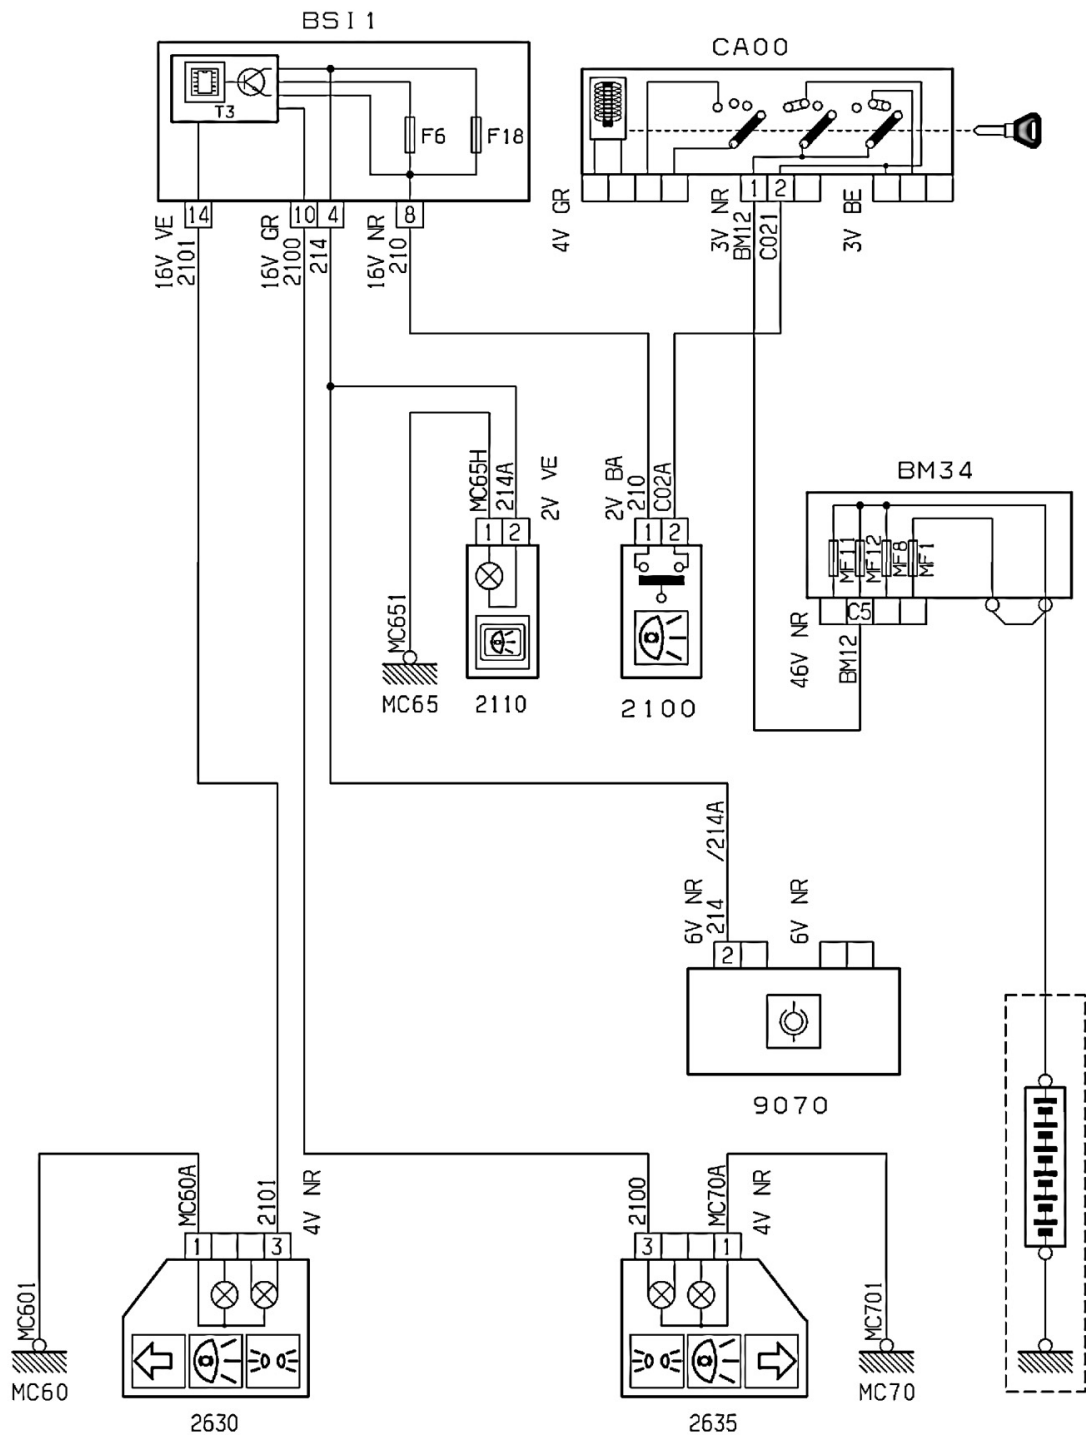 BSI1
CA00
T3
F6
F18
14
10
4
8
1
2
16V VE
2101
16V GR
2100
214
16V NR
210
4V GR
3V NR
BM12
C021
3V BE
MC65H
214A
2V VE
2V BA
210
C02A
BM34
1
2
1
2
MF11
MF12
MF8
MF1
C5
MC651
46V NR
BM12
MC65
2110
2100
/214A
6V NR
214
6V NR
2
9070
MC60A
2101
4V NR
2100
MC70A
4V NR
1
3
3
1
MC601
MC701
MC60
MC70
2630
2635